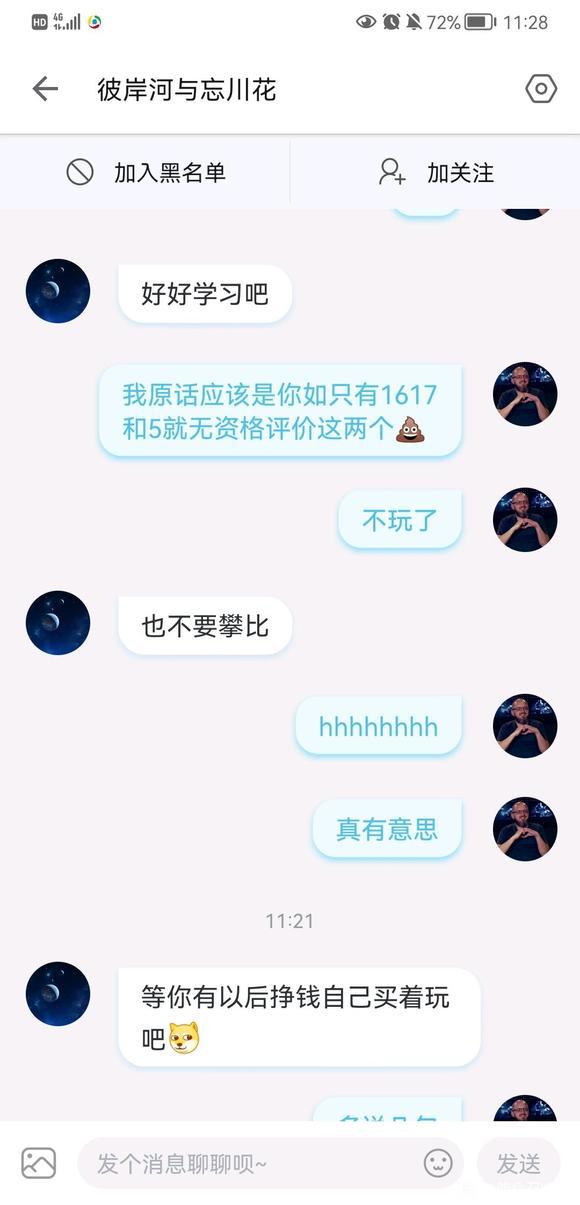 HD 4G 72% 11:28
彼岸河与忘川花
加入黑名单 加关注
好好学习吧
我原话应该是你如只有1617
和5就无资格评价这两个💩
不玩了
也不要攀比
hhhhhhhh
真有意思
11:21
等你有以后挣钱自己买着玩
吧
发个消息聊聊呗~
发送